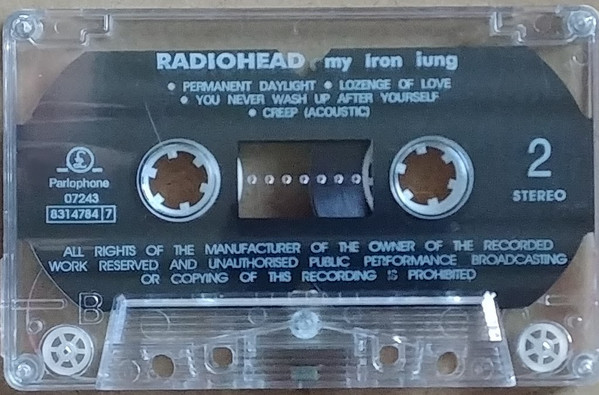 RADIOHEAD my iron lung
• PERMANENT DAYLIGHT • LOZENGE OF LOVE
• YOU NEVER WASH UP AFTER YOURSELF
• CREEP (ACOUSTIC)
Parlophone
07243
8314784 7
2
STEREO
ALL RIGHTS OF THE MANUFACTURER OF THE OWNER OF THE RECORDED
WORK RESERVED AND UNAUTHORISED PUBLIC PERFORMANCE BROADCASTING
OR COPYING OF THIS RECORDING IS PROHIBITED
B